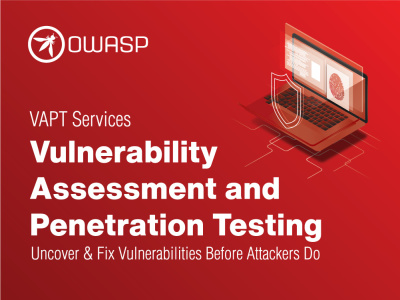 OWASP
VAPT Services
Vulnerability
Assessment and
Penetration Testing
Uncover & Fix Vulnerabilities Before Attackers Do